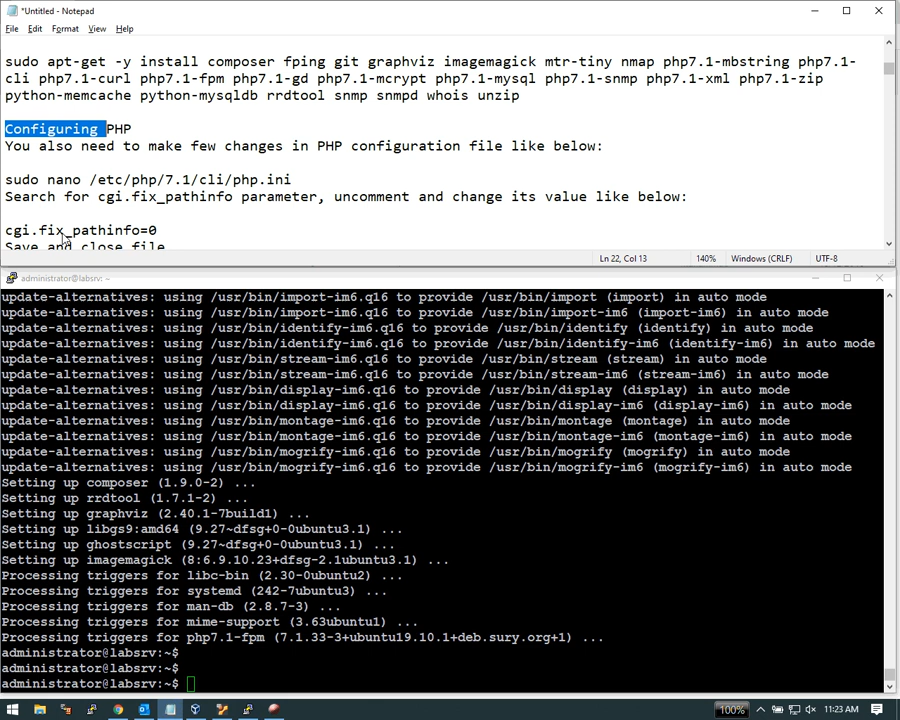 *Untitled - Notepad
File Edit Format View Help
sudo apt-get -y install composer fping git graphviz imagemagick mtr-tiny nmap php7.1-mbstring php7.1-
cli php7.1-curl php7.1-fpm php7.1-gd php7.1-mcrypt php7.1-mysql php7.1-snmp php7.1-xml php7.1-zip
python-memcache python-mysqldb rrdtool snmp snmpd whois unzip
Configuring PHP
You also need to make few changes in PHP configuration file like below:
sudo nano /etc/php/7.1/cli/php.ini
Search for cgi.fix_pathinfo parameter, uncomment and change its value like below:
cgi.fix_pathinfo=0
Save and close file
Ln 22, Col 13 140% Windows (CRLF) UTF-8
administrator@labsrv: ~
update-alternatives: using /usr/bin/import-im6.q16 to provide /usr/bin/import (import) in auto mode
update-alternatives: using /usr/bin/import-im6.q16 to provide /usr/bin/import-im6 (import-im6) in auto mode
update-alternatives: using /usr/bin/identify-im6.q16 to provide /usr/bin/identify (identify) in auto mode
update-alternatives: using /usr/bin/identify-im6.q16 to provide /usr/bin/identify-im6 (identify-im6) in auto mode
update-alternatives: using /usr/bin/stream-im6.q16 to provide /usr/bin/stream (stream) in auto mode
update-alternatives: using /usr/bin/stream-im6.q16 to provide /usr/bin/stream-im6 (stream-im6) in auto mode
update-alternatives: using /usr/bin/display-im6.q16 to provide /usr/bin/display (display) in auto mode
update-alternatives: using /usr/bin/display-im6.q16 to provide /usr/bin/display-im6 (display-im6) in auto mode
update-alternatives: using /usr/bin/montage-im6.q16 to provide /usr/bin/montage (montage) in auto mode
update-alternatives: using /usr/bin/montage-im6.q16 to provide /usr/bin/montage-im6 (montage-im6) in auto mode
update-alternatives: using /usr/bin/mogrify-im6.q16 to provide /usr/bin/mogrify (mogrify) in auto mode
update-alternatives: using /usr/bin/mogrify-im6.q16 to provide /usr/bin/mogrify-im6 (mogrify-im6) in auto mode
Setting up composer (1.9.0-2) ...
Setting up rrdtool (1.7.1-2) ...
Setting up graphviz (2.40.1-7build1) ...
Setting up libgs9:amd64 (9.27~dfsg+0-0ubuntu3.1) ...
Setting up ghostscript (9.27~dfsg+0-0ubuntu3.1) ...
Setting up imagemagick (8:6.9.10.23+dfsg-2.1ubuntu3.1) ...
Processing triggers for libc-bin (2.30-0ubuntu2) ...
Processing triggers for systemd (242-7ubuntu3) ...
Processing triggers for man-db (2.8.7-3) ...
Processing triggers for mime-support (3.63ubuntu1) ...
Processing triggers for php7.1-fpm (7.1.33-3+ubuntu19.10.1+deb.sury.org+1) ...
administrator@labsrv:~$
administrator@labsrv:~$
administrator@labsrv:~$
100% 11:23 AM